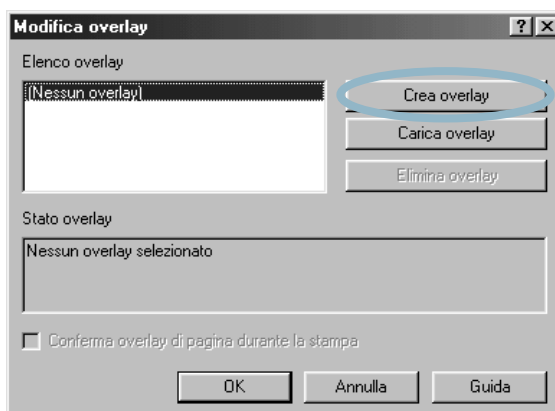 Modifica overlay
Elenco overlay
(Nessun overlay)
Crea overlay
Carica overlay
Elimina overlay
Stato overlay
Nessun overlay selezionato
Conferma overlay di pagina durante la stampa
OK
Annulla
Guida